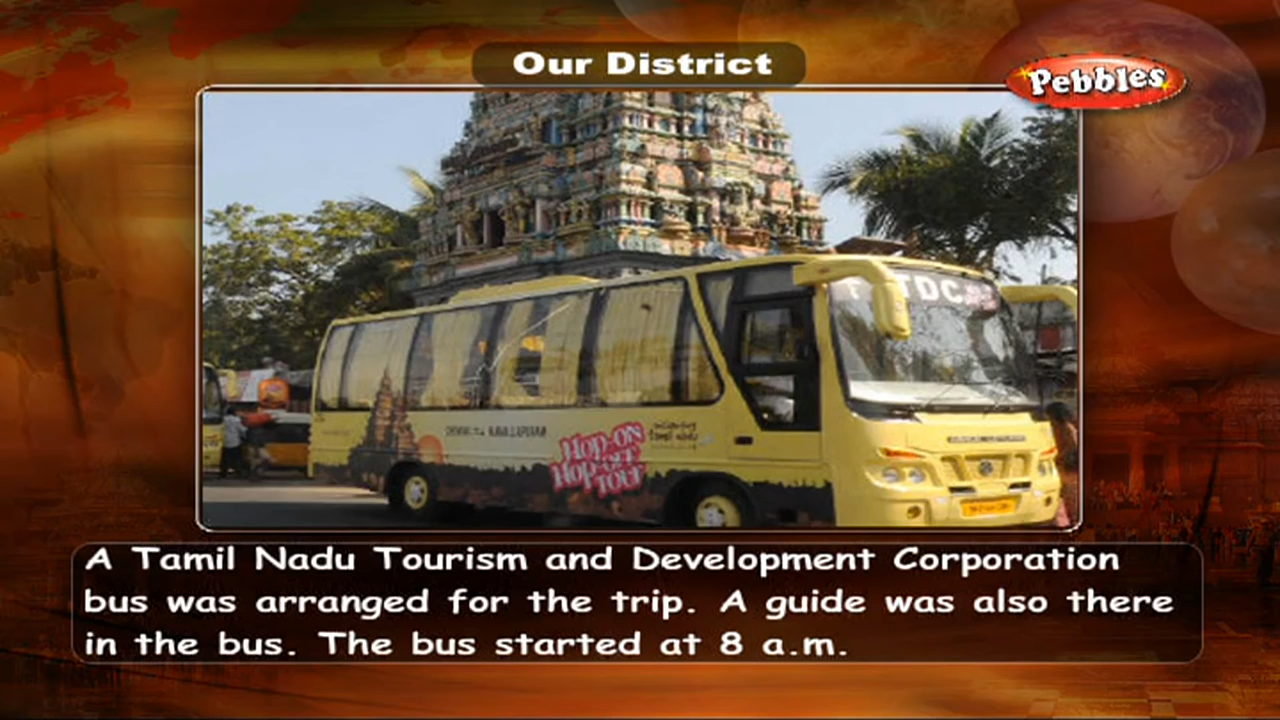 Our District
Pebbles
TDC
HOP-ON
HOP-OFF
TOUR
A Tamil Nadu Tourism and Development Corporation
bus was arranged for the trip. A guide was also there
in the bus. The bus started at 8 a.m.